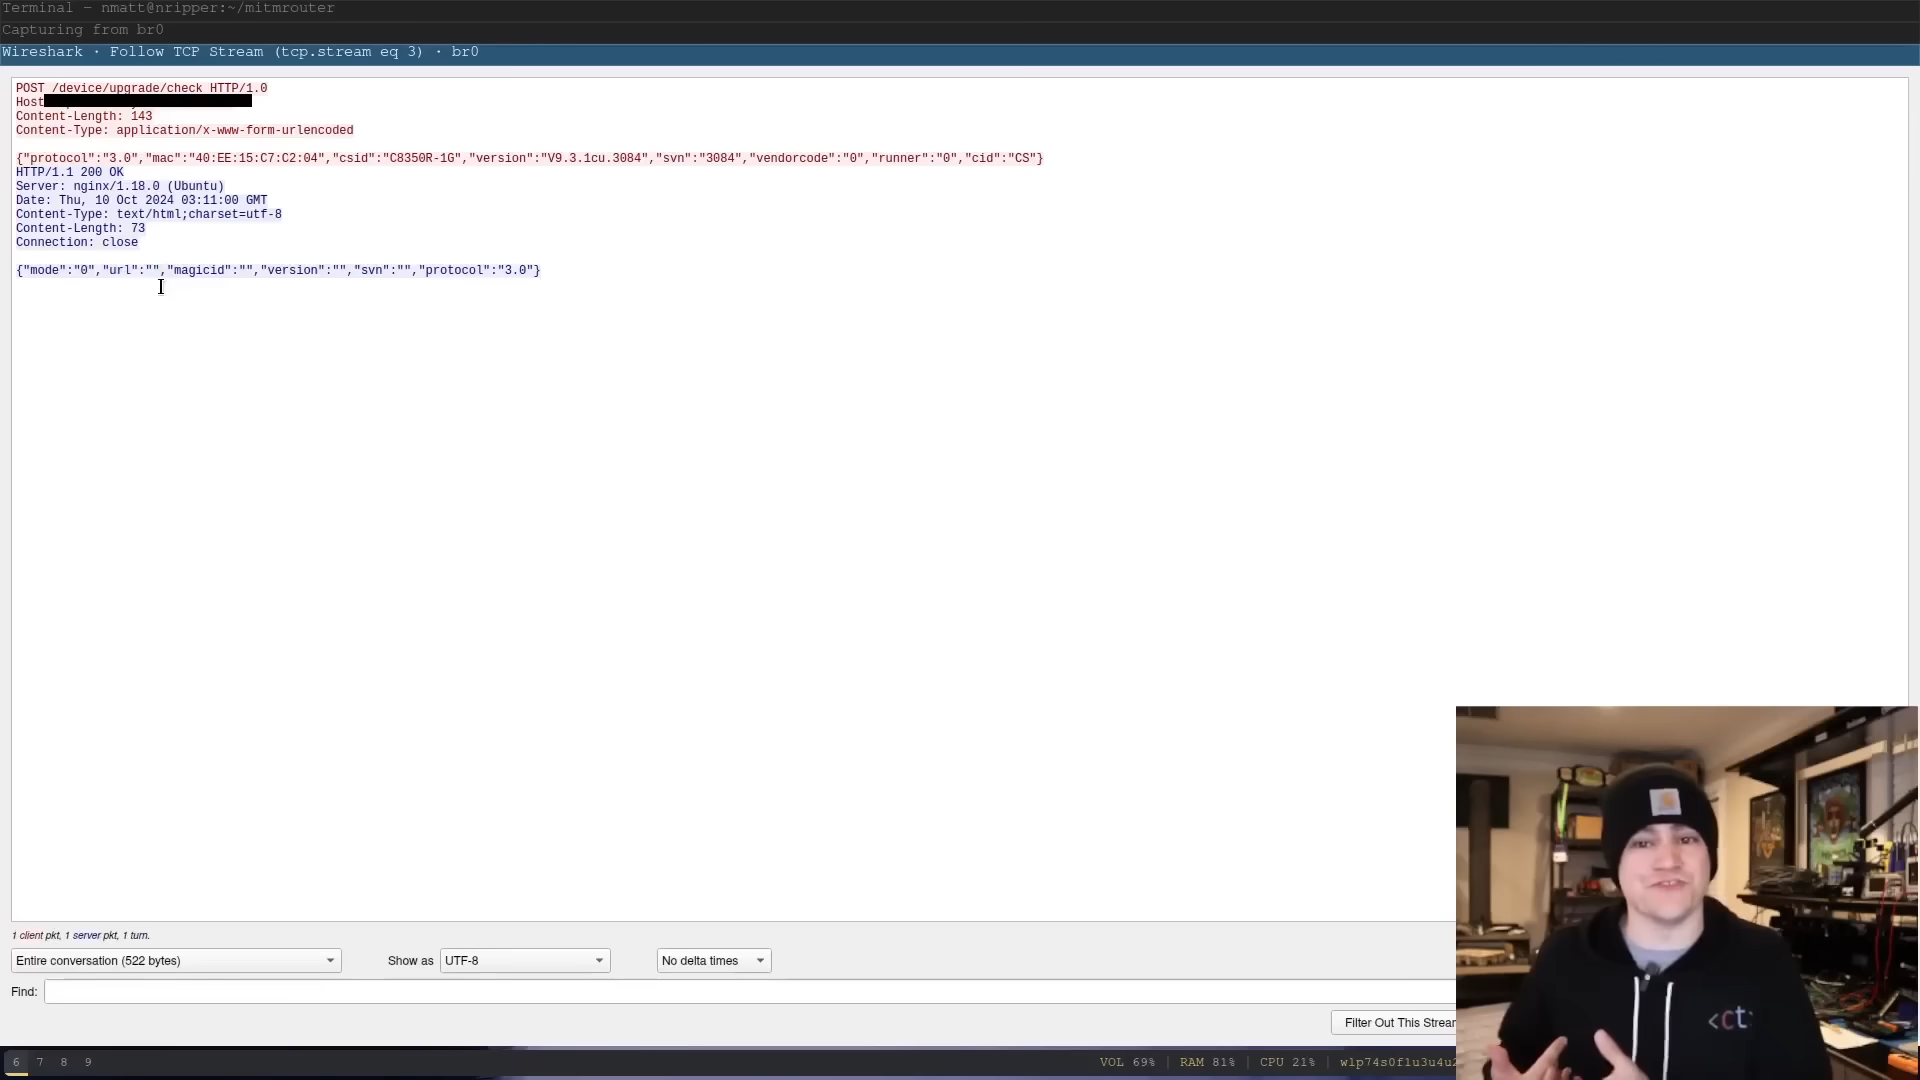 Terminal - nmatt@nripper:~/mitmrouter
Capturing from br0
Wireshark · Follow TCP Stream (tcp.stream eq 3) · br0
POST /device/upgrade/check HTTP/1.0
Host
Content-Length: 143
Content-Type: application/x-www-form-urlencoded
{"protocol":"3.0","mac":"40:EE:15:C7:C2:04","csid":"C8350R-1G","version":"V9.3.1cu.3084","svn":"3084","vendorcode":"0","runner":"0","cid":"CS"}
HTTP/1.1 200 OK
Server: nginx/1.18.0 (Ubuntu)
Date: Thu, 10 Oct 2024 03:11:00 GMT
Content-Type: text/html;charset=utf-8
Content-Length: 73
Connection: close
{"mode":"0","url":"","magicid":"","version":"","svn":"","protocol":"3.0"}
1 client pkt, 1 server pkt, 1 turn.
Entire conversation (522 bytes) Show as UTF-8 No delta times
Find:
Filter Out This Strear
6 7 8 9 VOL 69% | RAM 81% | CPU 21% | wlp74s0f1u3u4u2
<ct